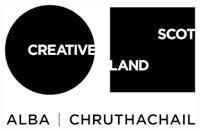 CREATIVE SCOT
LAND
ALBA | CHRUTHACHAIL